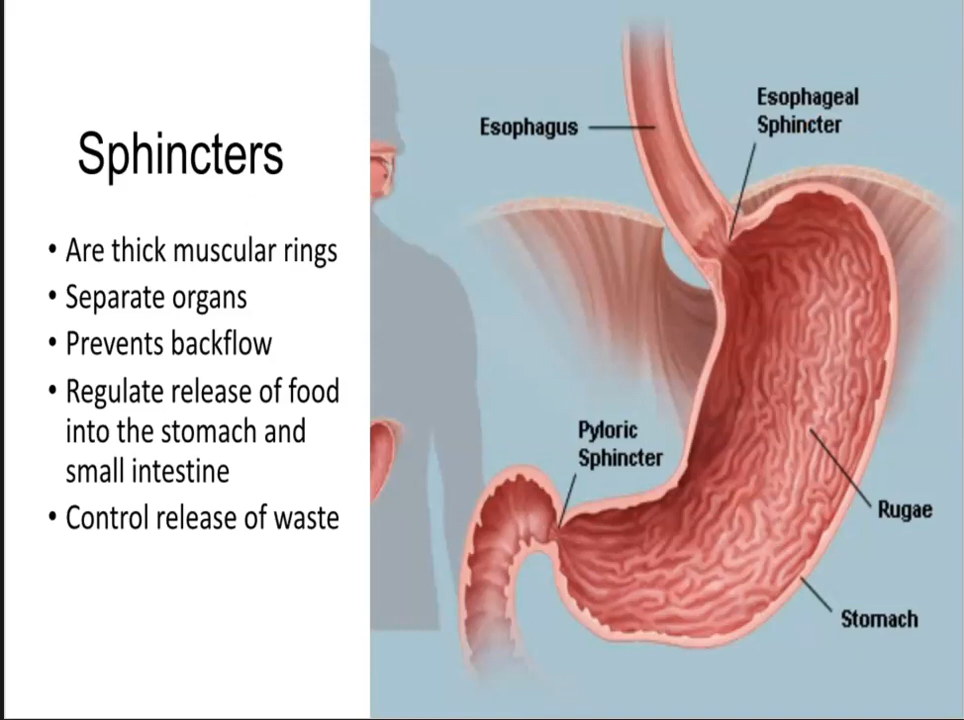 Sphincters
• Are thick muscular rings
• Separate organs
• Prevents backflow
• Regulate release of food
into the stomach and
small intestine
• Control release of waste
Esophagus
Esophageal
Sphincter
Pyloric
Sphincter
Rugae
Stomach